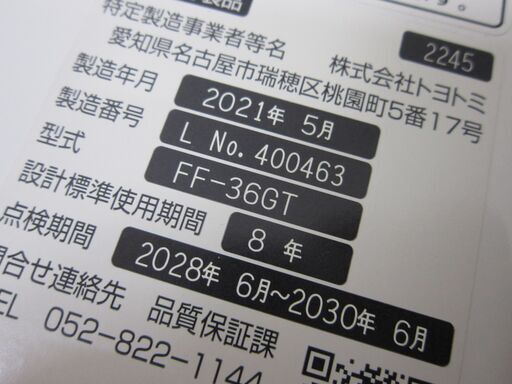 製品
す。
特定製造事業者等名 2245
株式会社トヨトミ
愛知県名古屋市瑞穂区桃園町5番17号
製造年月 2021年 5月
製造番号 L No. 400463
型式 FF-36GT
設計標準使用期間 8 年
点検期間 2028年 6月～2030年 6月
問合せ連絡先 品質保証課
TEL 052-822-1144